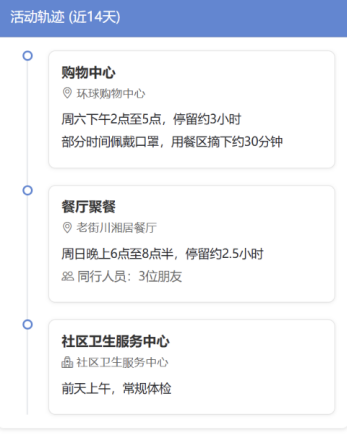 活动轨迹 (近14天)
购物中心
环球购物中心
周六下午2点至5点，停留约3小时
部分时间佩戴口罩，用餐区摘下约30分钟
餐厅聚餐
老街川湘居餐厅
周日晚上6点至8点半，停留约2.5小时
同行人员：3位朋友
社区卫生服务中心
社区卫生服务中心
前天上午，常规体检